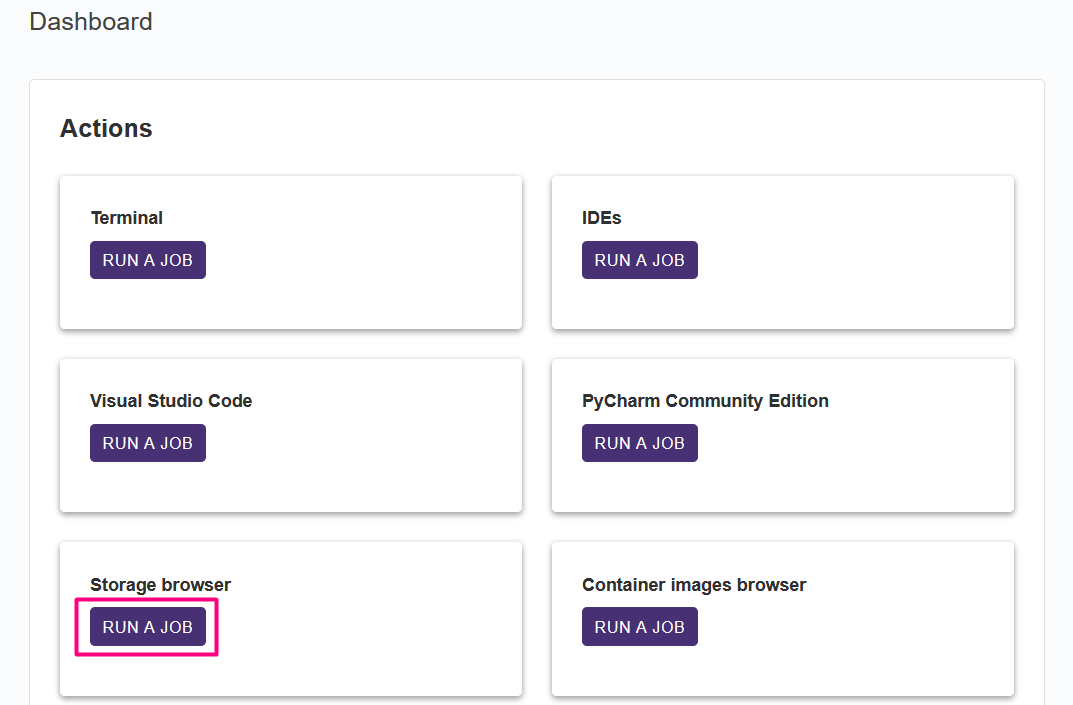 Dashboard
Actions
Terminal
RUN A JOB
IDEs
RUN A JOB
Visual Studio Code
RUN A JOB
PyCharm Community Edition
RUN A JOB
Storage browser
RUN A JOB
Container images browser
RUN A JOB